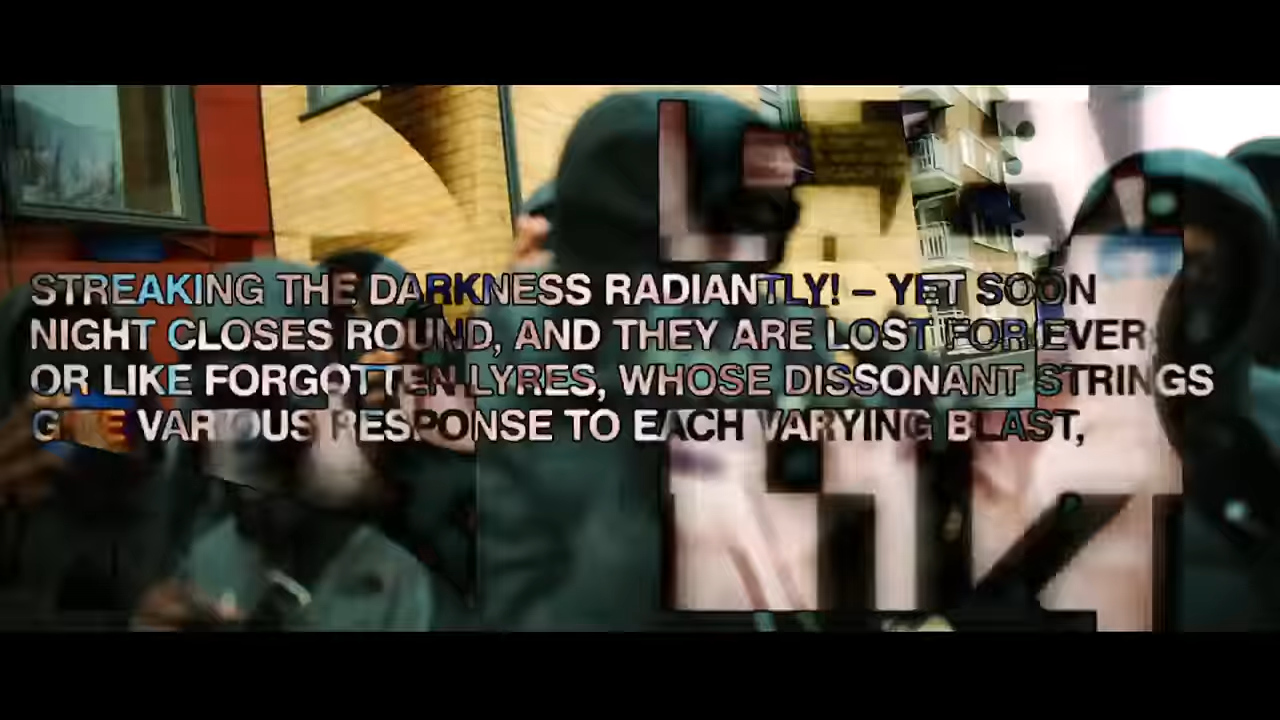 STREAKING THE DARKNESS RADIANTLY! – YET SOON
NIGHT CLOSES ROUND, AND THEY ARE LOST FOR EVER
OR LIKE FORGOTTEN LYRES, WHOSE DISSONANT STRINGS
GIVE VARIOUS RESPONSE TO EACH VARYING BLAST,